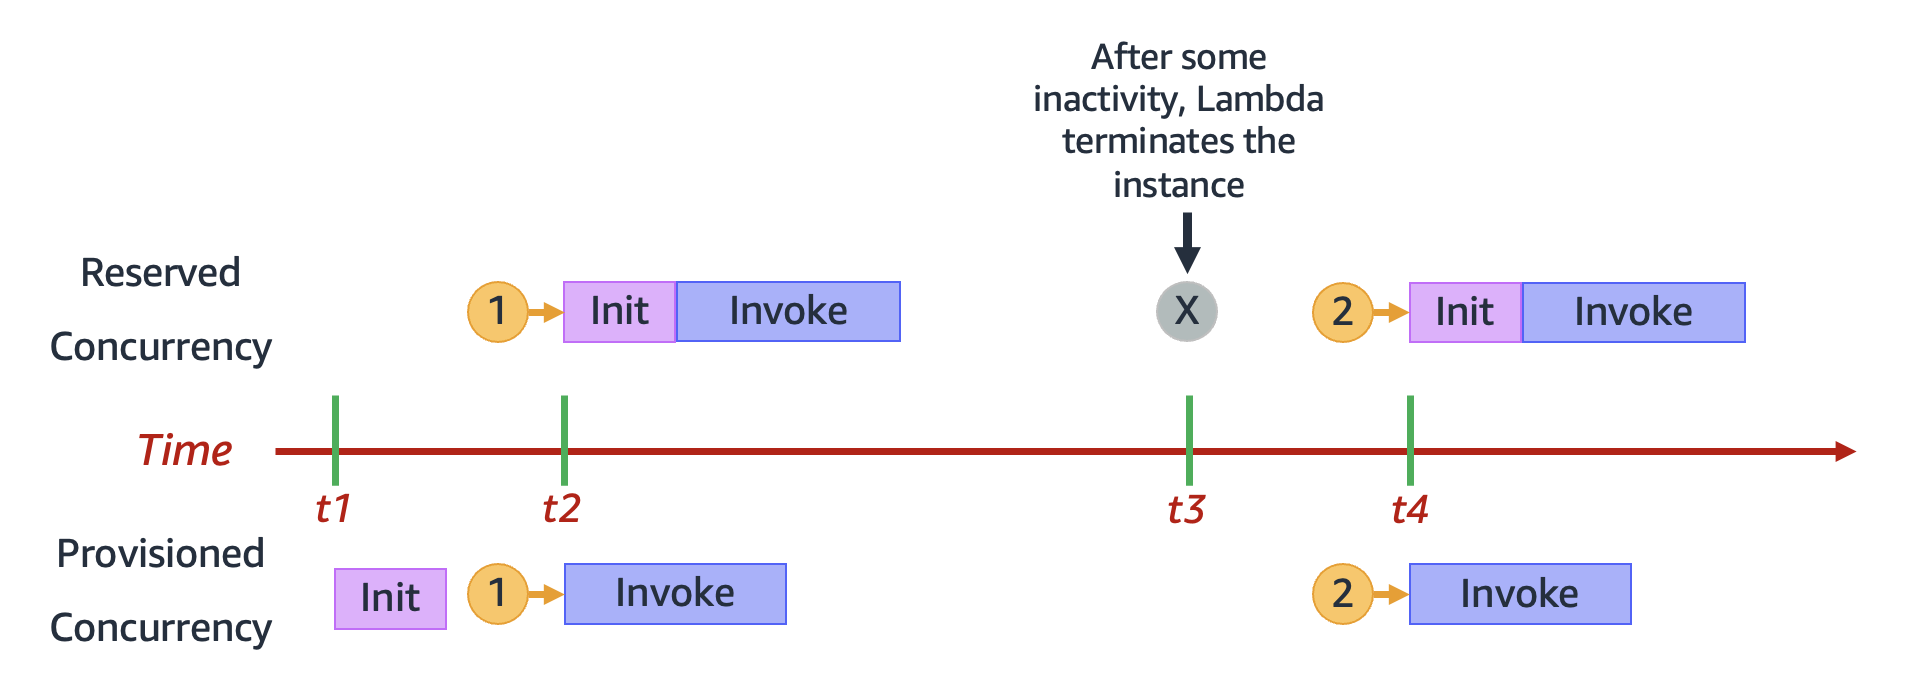 After some
inactivity, Lambda
terminates the
instance
Reserved
Concurrency
1 Init Invoke X 2 Init Invoke
Time
t1 t2 t3 t4
Provisioned
Concurrency
Init 1 Invoke 2 Invoke